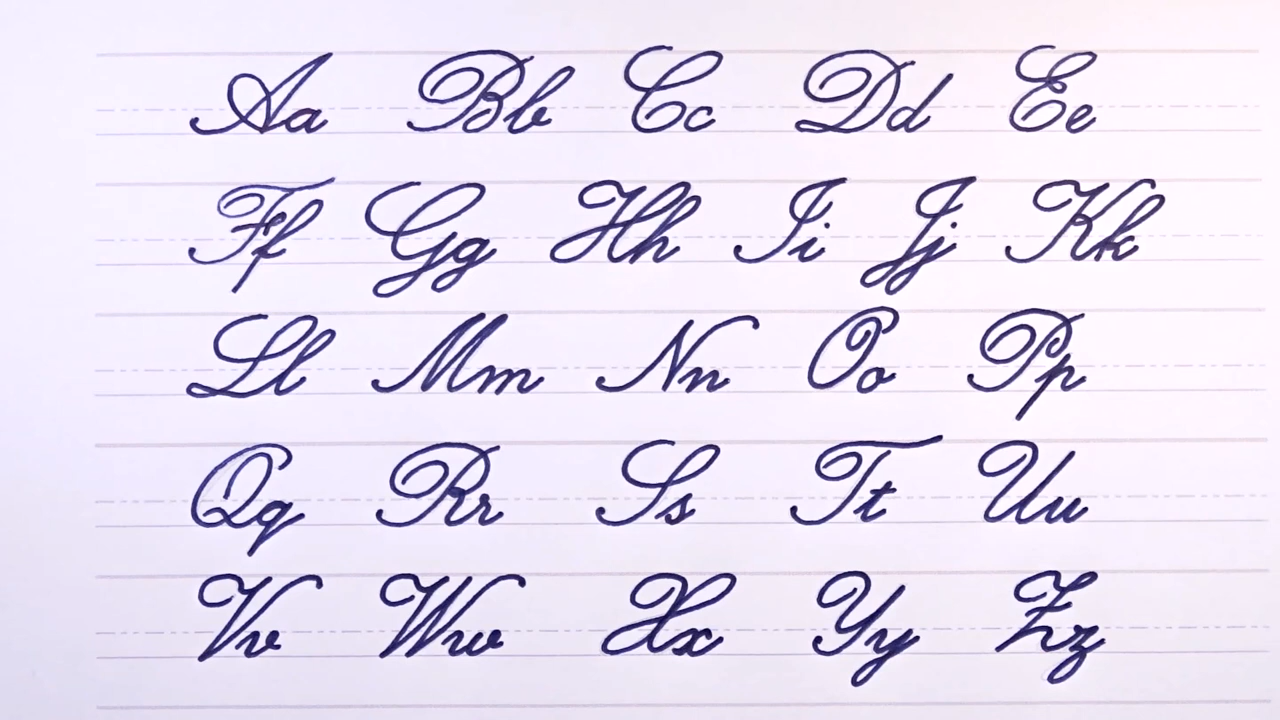 Aa Bb Cc Dd Ee
Ff Gg Hh Ii Jj Kk
Ll Mm Nn Oo Pp
Qq Rr Ss Tt Uu
Vv Ww Xx Yy Zz